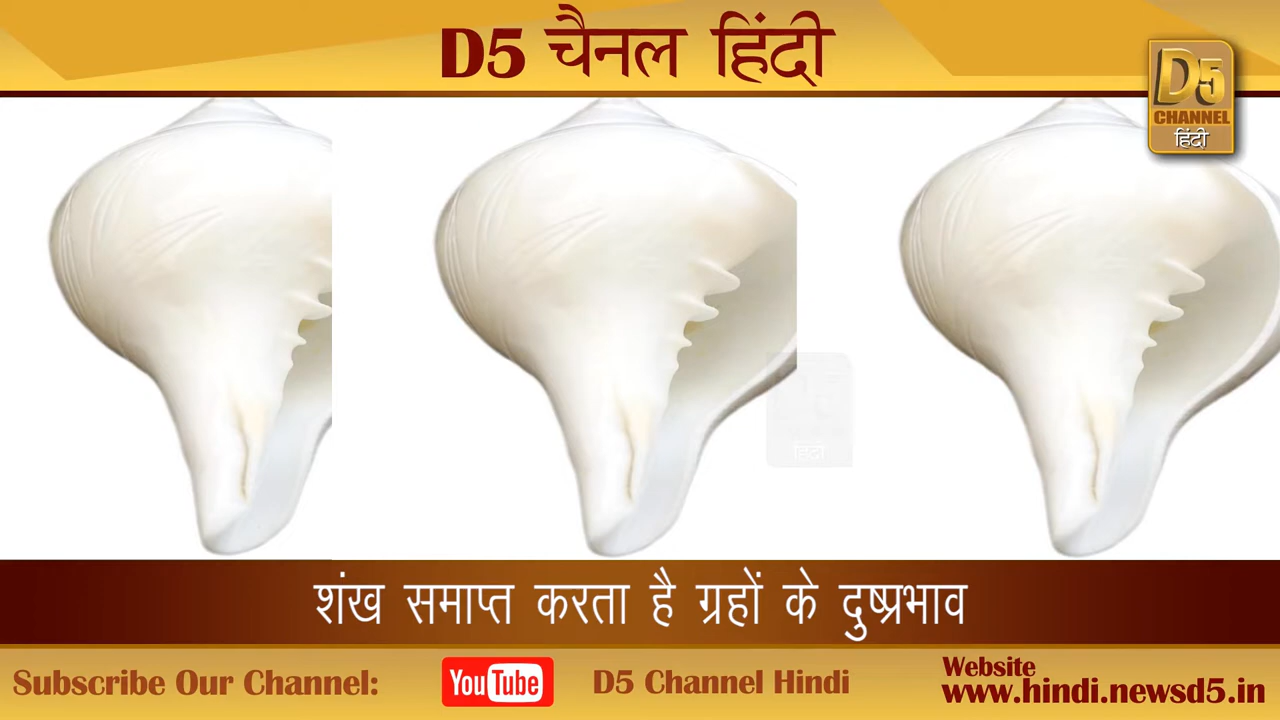 D5 चैनल हिंदी
D5
CHANNEL
हिंदी
हिंदी
शंख समाप्त करता है ग्रहों के दुष्प्रभाव
Subscribe Our Channel:
YouTube
D5 Channel Hindi
Website
www.hindi.newsd5.in